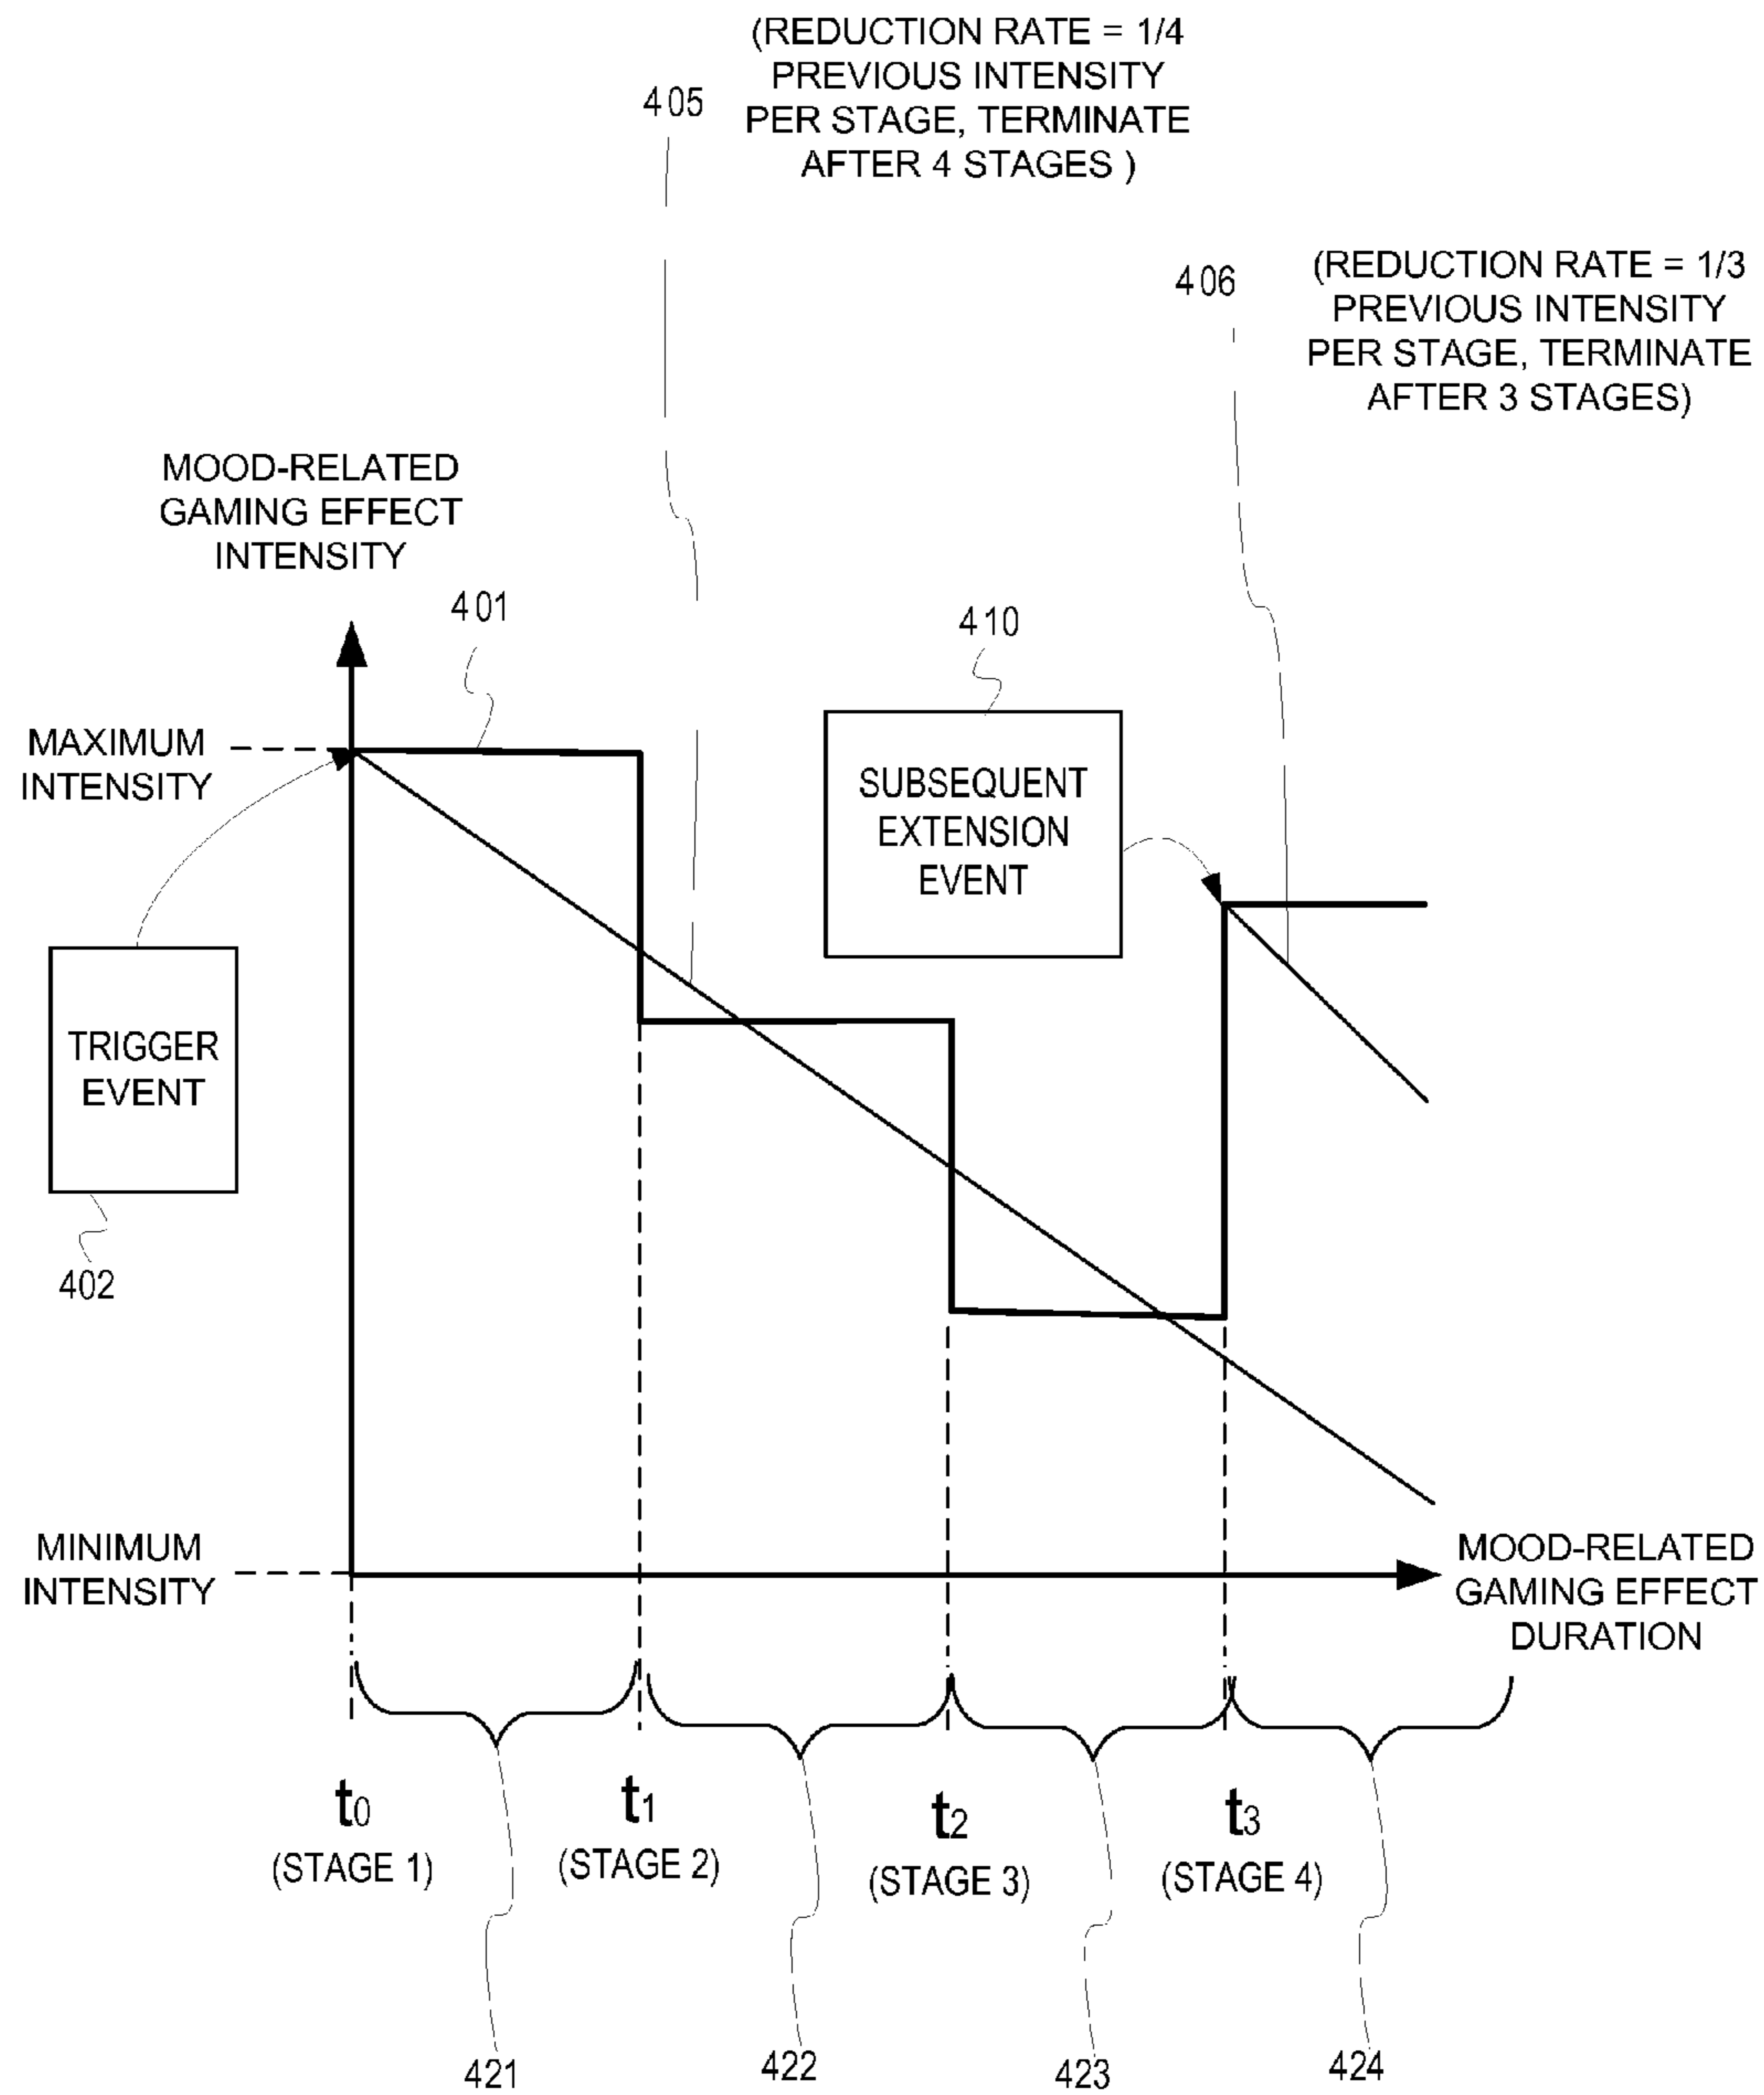 (REDUCTION RATE = 1/4
PREVIOUS INTENSITY
PER STAGE, TERMINATE
AFTER 4 STAGES )
405
406
(REDUCTION RATE = 1/3
PREVIOUS INTENSITY
PER STAGE, TERMINATE
AFTER 3 STAGES)
MOOD-RELATED
GAMING EFFECT
INTENSITY
401
410
MAXIMUM
INTENSITY
SUBSEQUENT
EXTENSION
EVENT
TRIGGER
EVENT
402
MINIMUM
INTENSITY
MOOD-RELATED
GAMING EFFECT
DURATION
t0
(STAGE 1)
t1
(STAGE 2)
t2
(STAGE 3)
t3
(STAGE 4)
421
422
423
424